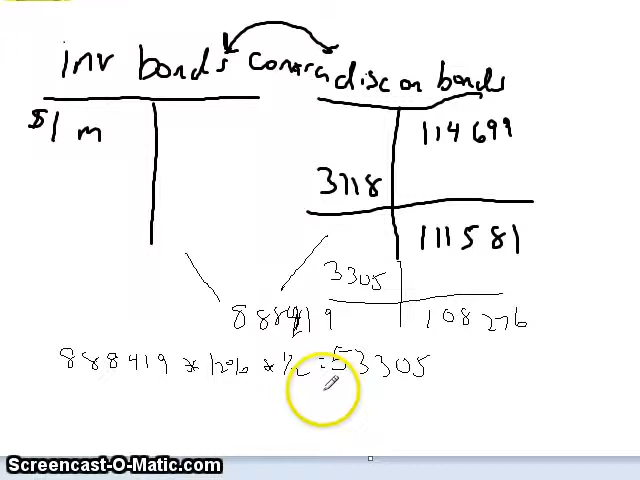 inv bonds contra disc on bonds
$1 m
114699
3118
111581
3305
888419
108276
888419 * 12% * 1/2 = 53305
Screencast-O-Matic.com